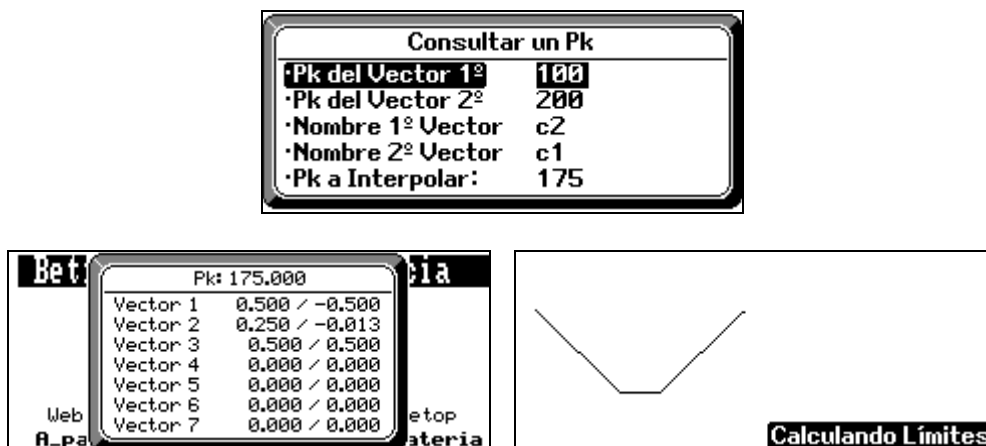 Consultar un Pk
·Pk del Vector 1º 100
·Pk del Vector 2º 200
·Nombre 1º Vector c2
·Nombre 2º Vector c1
·Pk a Interpolar: 175
Pk: 175.000
Vector 1 0.500 / -0.500
Vector 2 0.250 / -0.013
Vector 3 0.500 / 0.500
Vector 4 0.000 / 0.000
Vector 5 0.000 / 0.000
Vector 6 0.000 / 0.000
Vector 7 0.000 / 0.000
Web
Calculando Límites